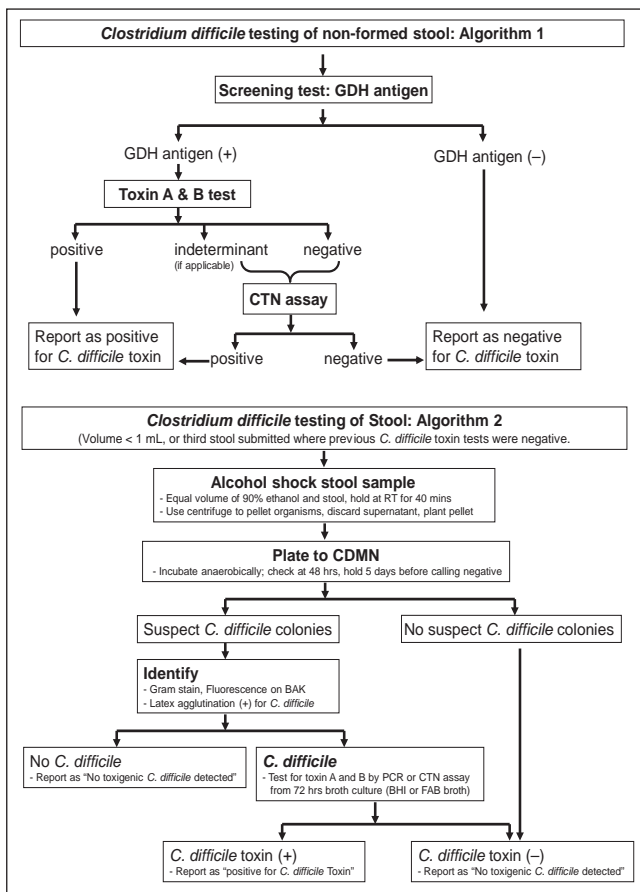 Clostridium difficile testing of non-formed stool: Algorithm 1
Screening test: GDH antigen
GDH antigen (+)
GDH antigen (–)
Toxin A & B test
positive
indeterminant
(if applicable)
negative
CTN assay
Report as positive
for C. difficile toxin
positive
negative
Report as negative
for C. difficile toxin
Clostridium difficile testing of Stool: Algorithm 2
(Volume < 1 mL, or third stool submitted where previous C. difficile toxin tests were negative.
Alcohol shock stool sample
- Equal volume of 90% ethanol and stool, hold at RT for 40 mins
- Use centrifuge to pellet organisms, discard supernatant, plant pellet
Plate to CDMN
- Incubate anaerobically; check at 48 hrs, hold 5 days before calling negative
Suspect C. difficile colonies
No suspect C. difficile colonies
Identify
- Gram stain, Fluorescence on BAK
- Latex agglutination (+) for C. difficile
No C. difficile
- Report as “No toxigenic C. difficile detected”
C. difficile
- Test for toxin A and B by PCR or CTN assay
from 72 hrs broth culture (BHI or FAB broth)
C. difficile toxin (+)
- Report as “positive for C. difficile Toxin”
C. difficile toxin (–)
- Report as “No toxigenic C. difficile detected”